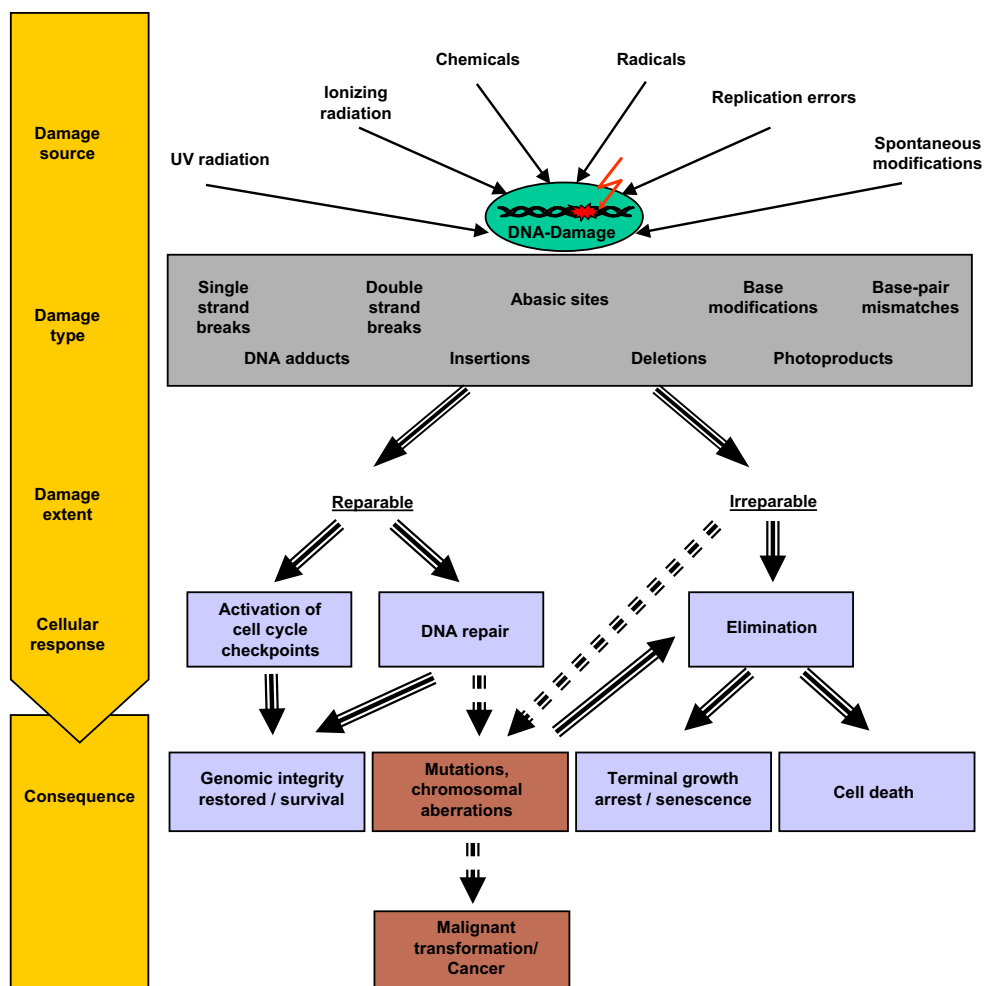 Chemicals
Radicals
Ionizing
radiation
Replication errors
Damage
source
UV radiation
Spontaneous
modifications
DNA-Damage
Damage
type
Single
strand
breaks
Double
strand
breaks
Abasic sites
Base
modifications
Base-pair
mismatches
DNA adducts
Insertions
Deletions
Photoproducts
Damage
extent
Reparable
Irreparable
Cellular
response
Activation of
cell cycle
checkpoints
DNA repair
Elimination
Consequence
Genomic integrity
restored / survival
Mutations,
chromosomal
aberrations
Terminal growth
arrest / senescence
Cell death
Malignant
transformation/
Cancer